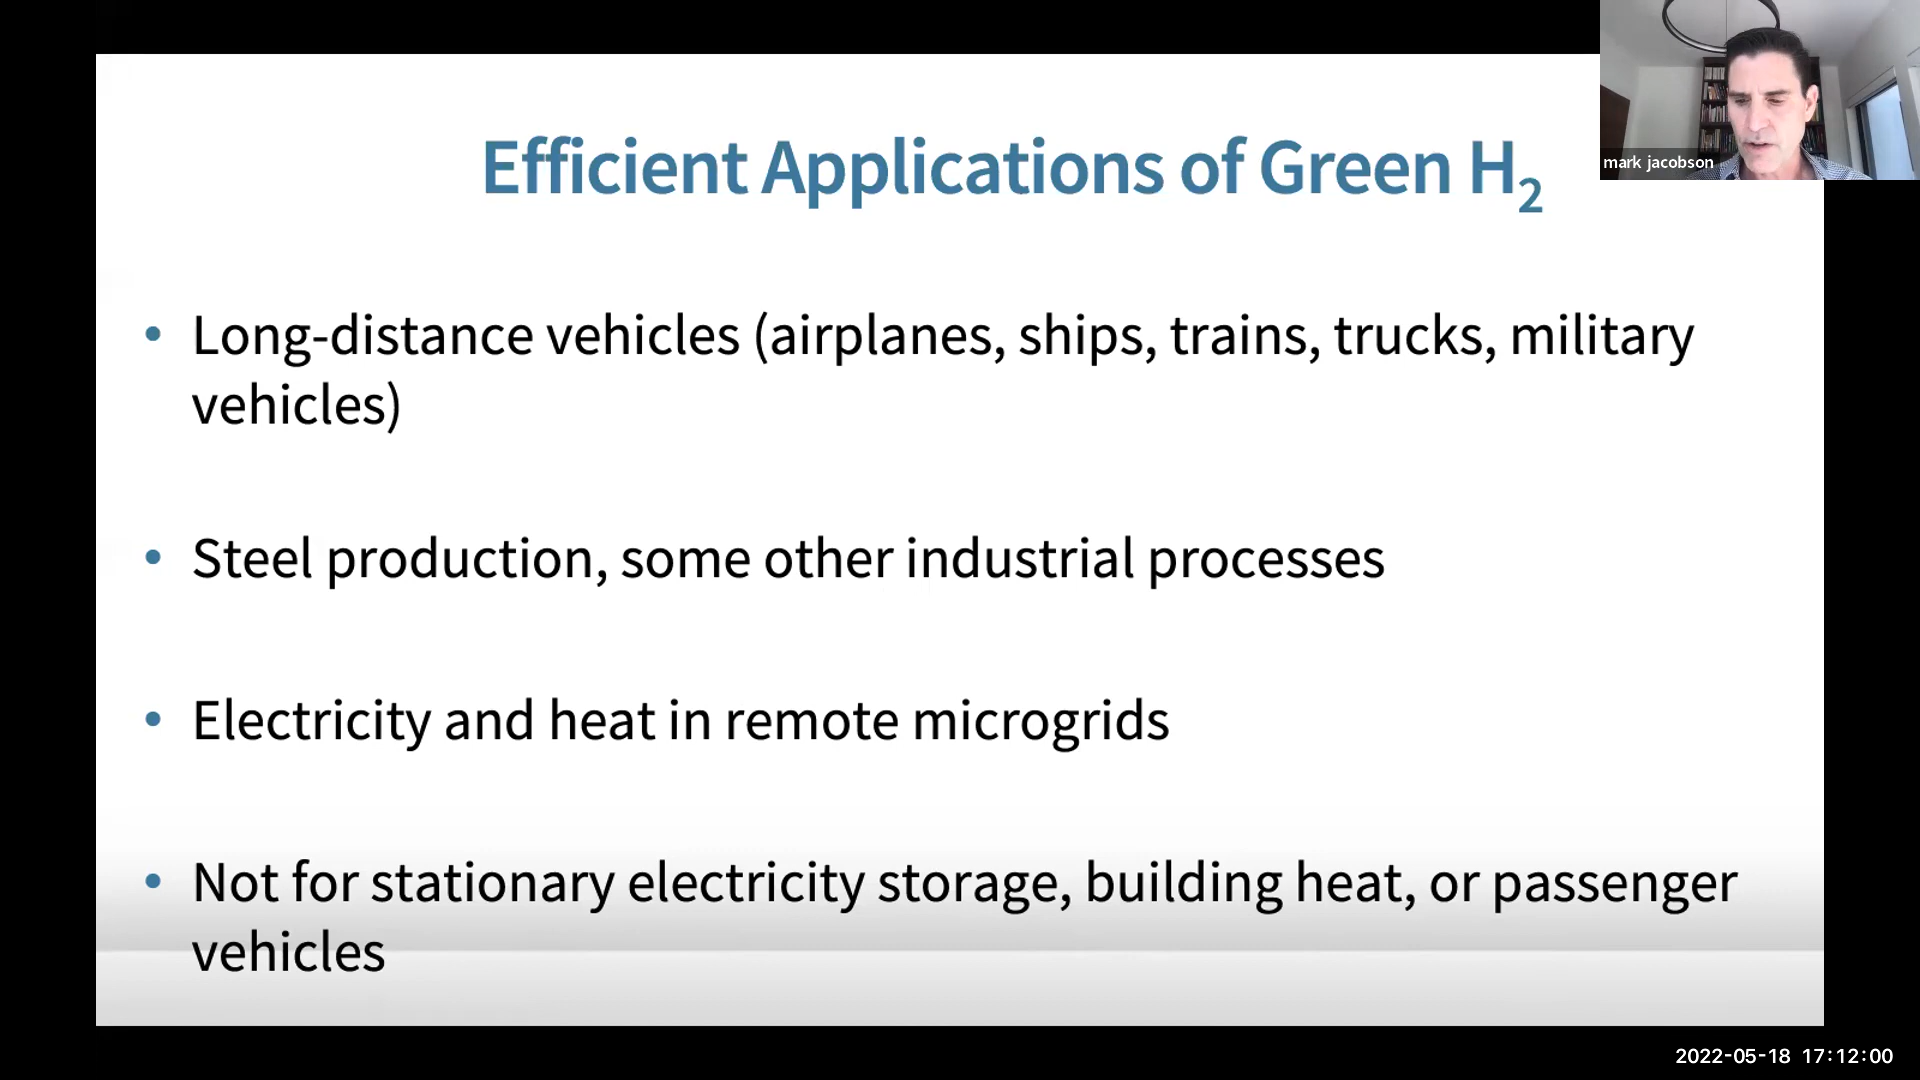 Efficient Applications of Green H₂
mark jacobson
• Long-distance vehicles (airplanes, ships, trains, trucks, military
vehicles)
• Steel production, some other industrial processes
• Electricity and heat in remote microgrids
• Not for stationary electricity storage, building heat, or passenger
vehicles
2022-05-18 17:12:00